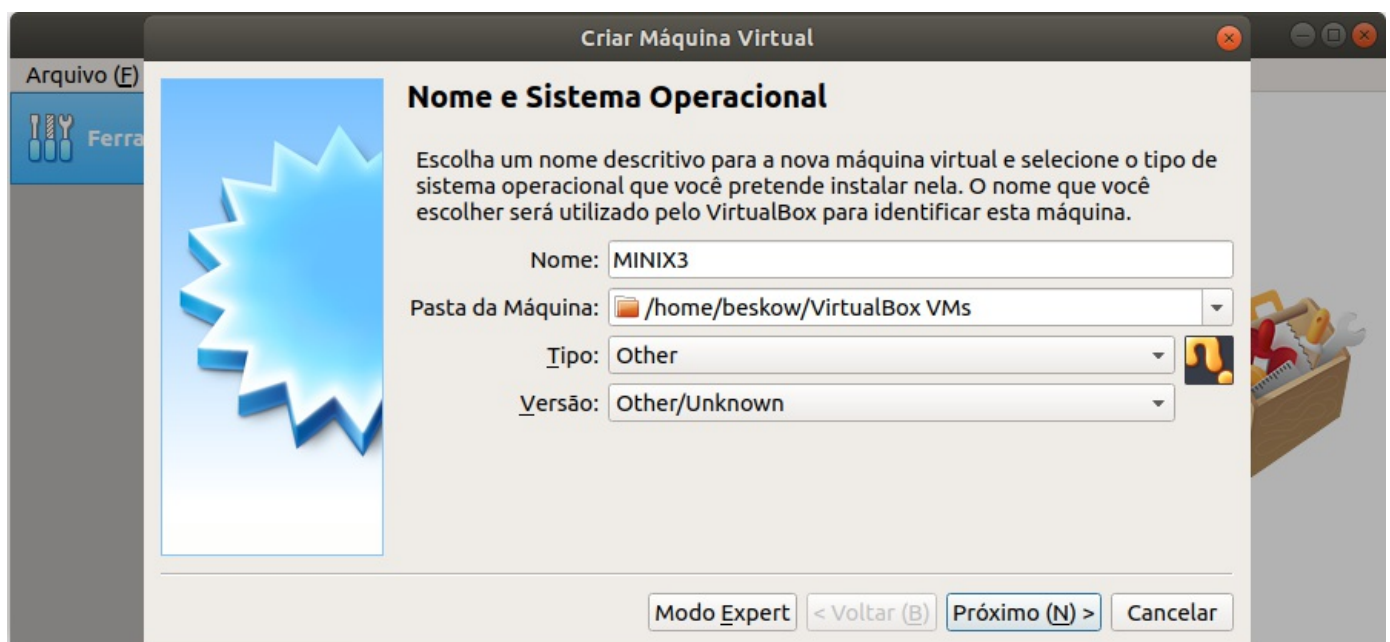 Criar Máquina Virtual
Arquivo (F)
Ferra
Nome e Sistema Operacional
Escolha um nome descritivo para a nova máquina virtual e selecione o tipo de
sistema operacional que você pretende instalar nela. O nome que você
escolher será utilizado pelo VirtualBox para identificar esta máquina.
Nome: MINIX3
Pasta da Máquina: /home/beskow/VirtualBox VMs
Tipo: Other
Versão: Other/Unknown
Modo Expert < Voltar (B) Próximo (N) > Cancelar